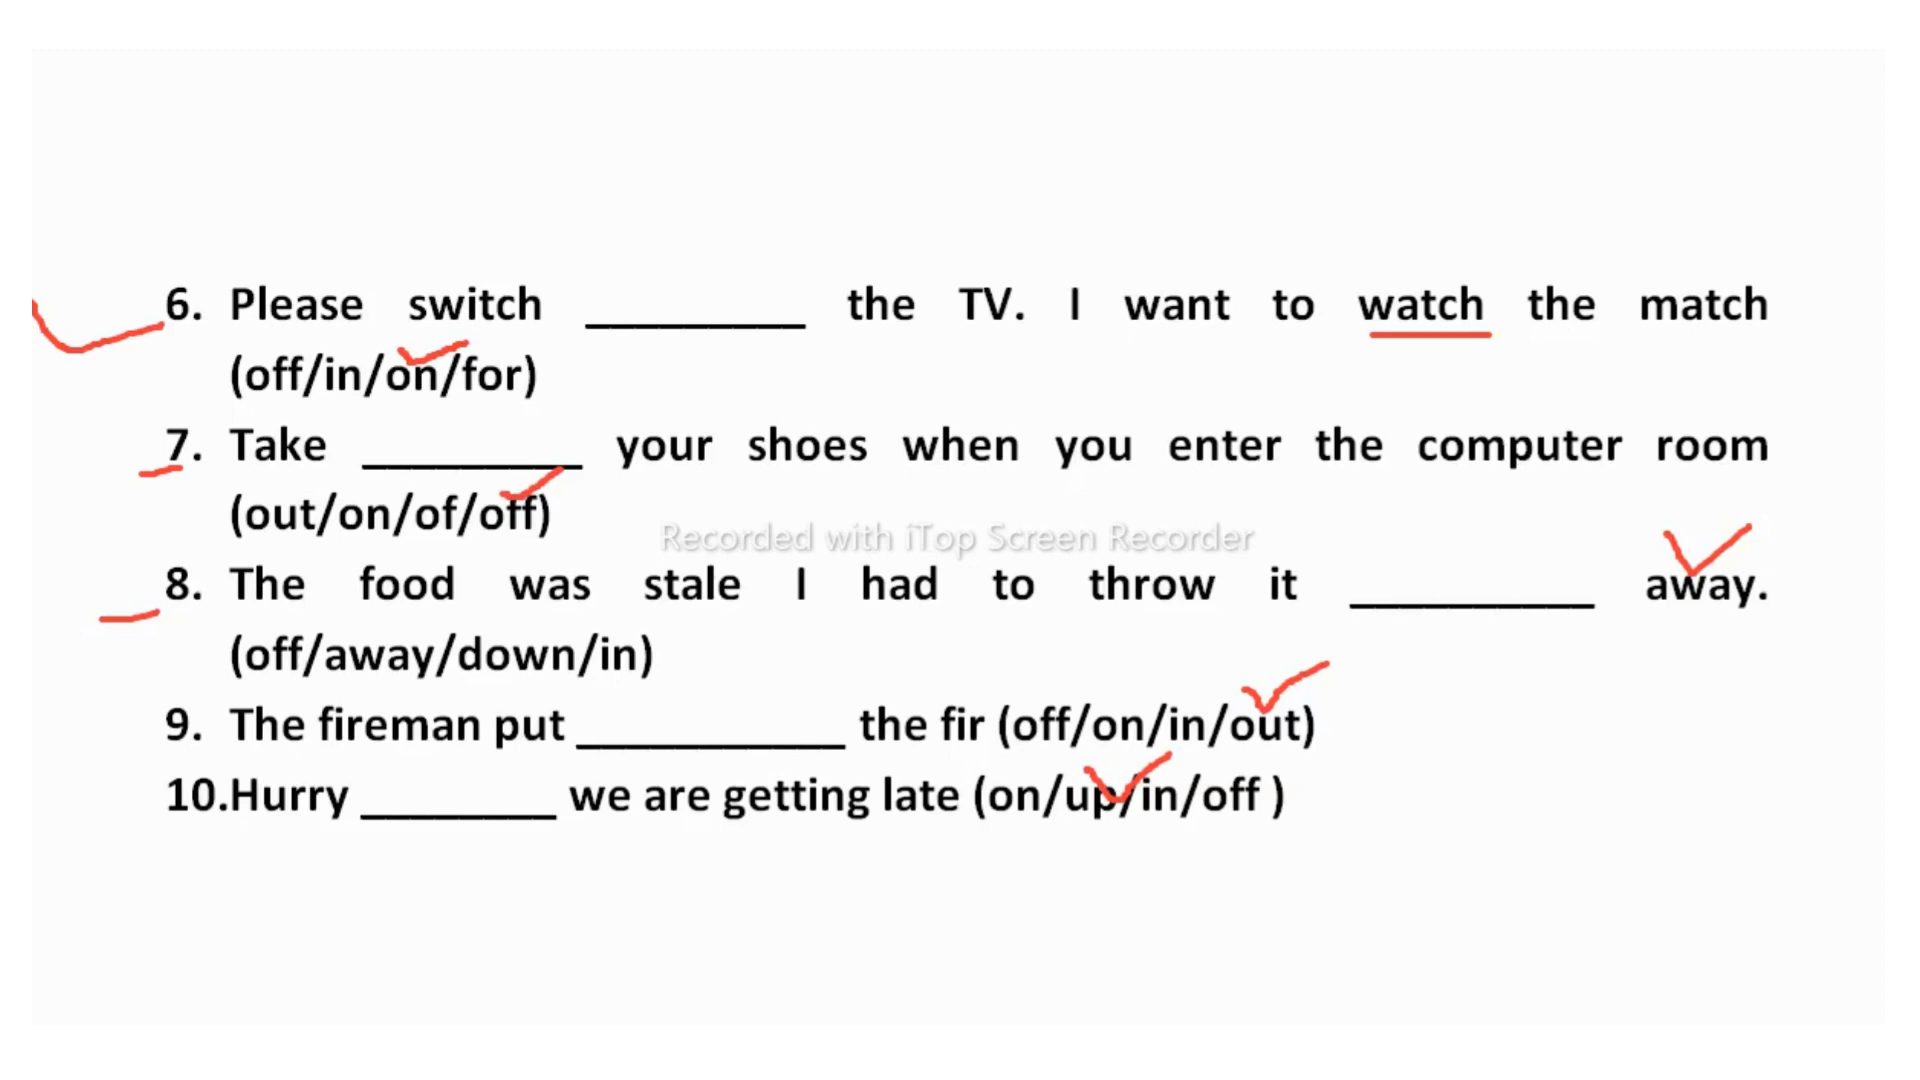 6. Please switch _________ the TV. I want to watch the match
(off/in/on/for)
7. Take _________ your shoes when you enter the computer room
(out/on/of/off)
Recorded with iTop Screen Recorder
8. The food was stale I had to throw it __________ away.
(off/away/down/in)
9. The fireman put ___________ the fir (off/on/in/out)
10.Hurry ________ we are getting late (on/up/in/off )